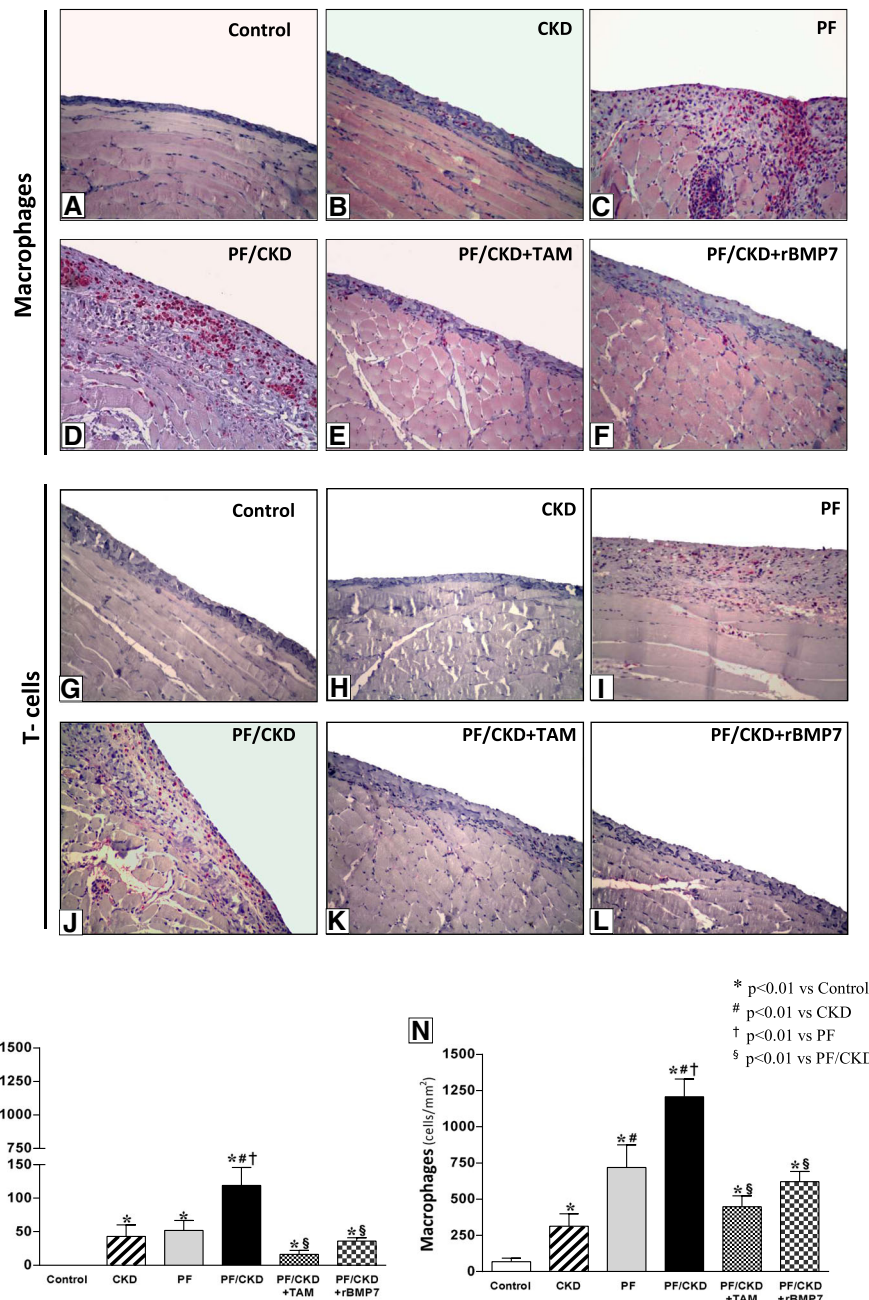 Macrophages
Control
CKD
PF
A
B
C
PF/CKD
PF/CKD+TAM
PF/CKD+rBMP7
D
E
F
T- cells
Control
CKD
PF
G
H
I
PF/CKD
PF/CKD+TAM
PF/CKD+rBMP7
J
K
L
* p<0.01 vs Control
# p<0.01 vs CKD
† p<0.01 vs PF
§ p<0.01 vs PF/CKD
1500
1250
1000
750
150
100
50
0
*
*
*#†
*§
*§
Control
CKD
PF
PF/CKD
PF/CKD
+TAM
PF/CKD
+rBMP7
N
Macrophages (cells/mm²)
1500
1250
1000
750
500
250
0
*
*#
*#†
*§
*§
Control
CKD
PF
PF/CKD
PF/CKD
+TAM
PF/CKD
+rBMP7